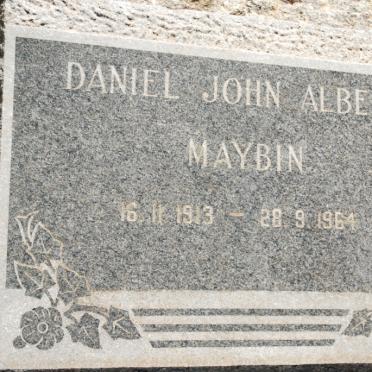 DANIEL JOHN ALBE
MAYBIN
16.11.1913 — 28.9.1964